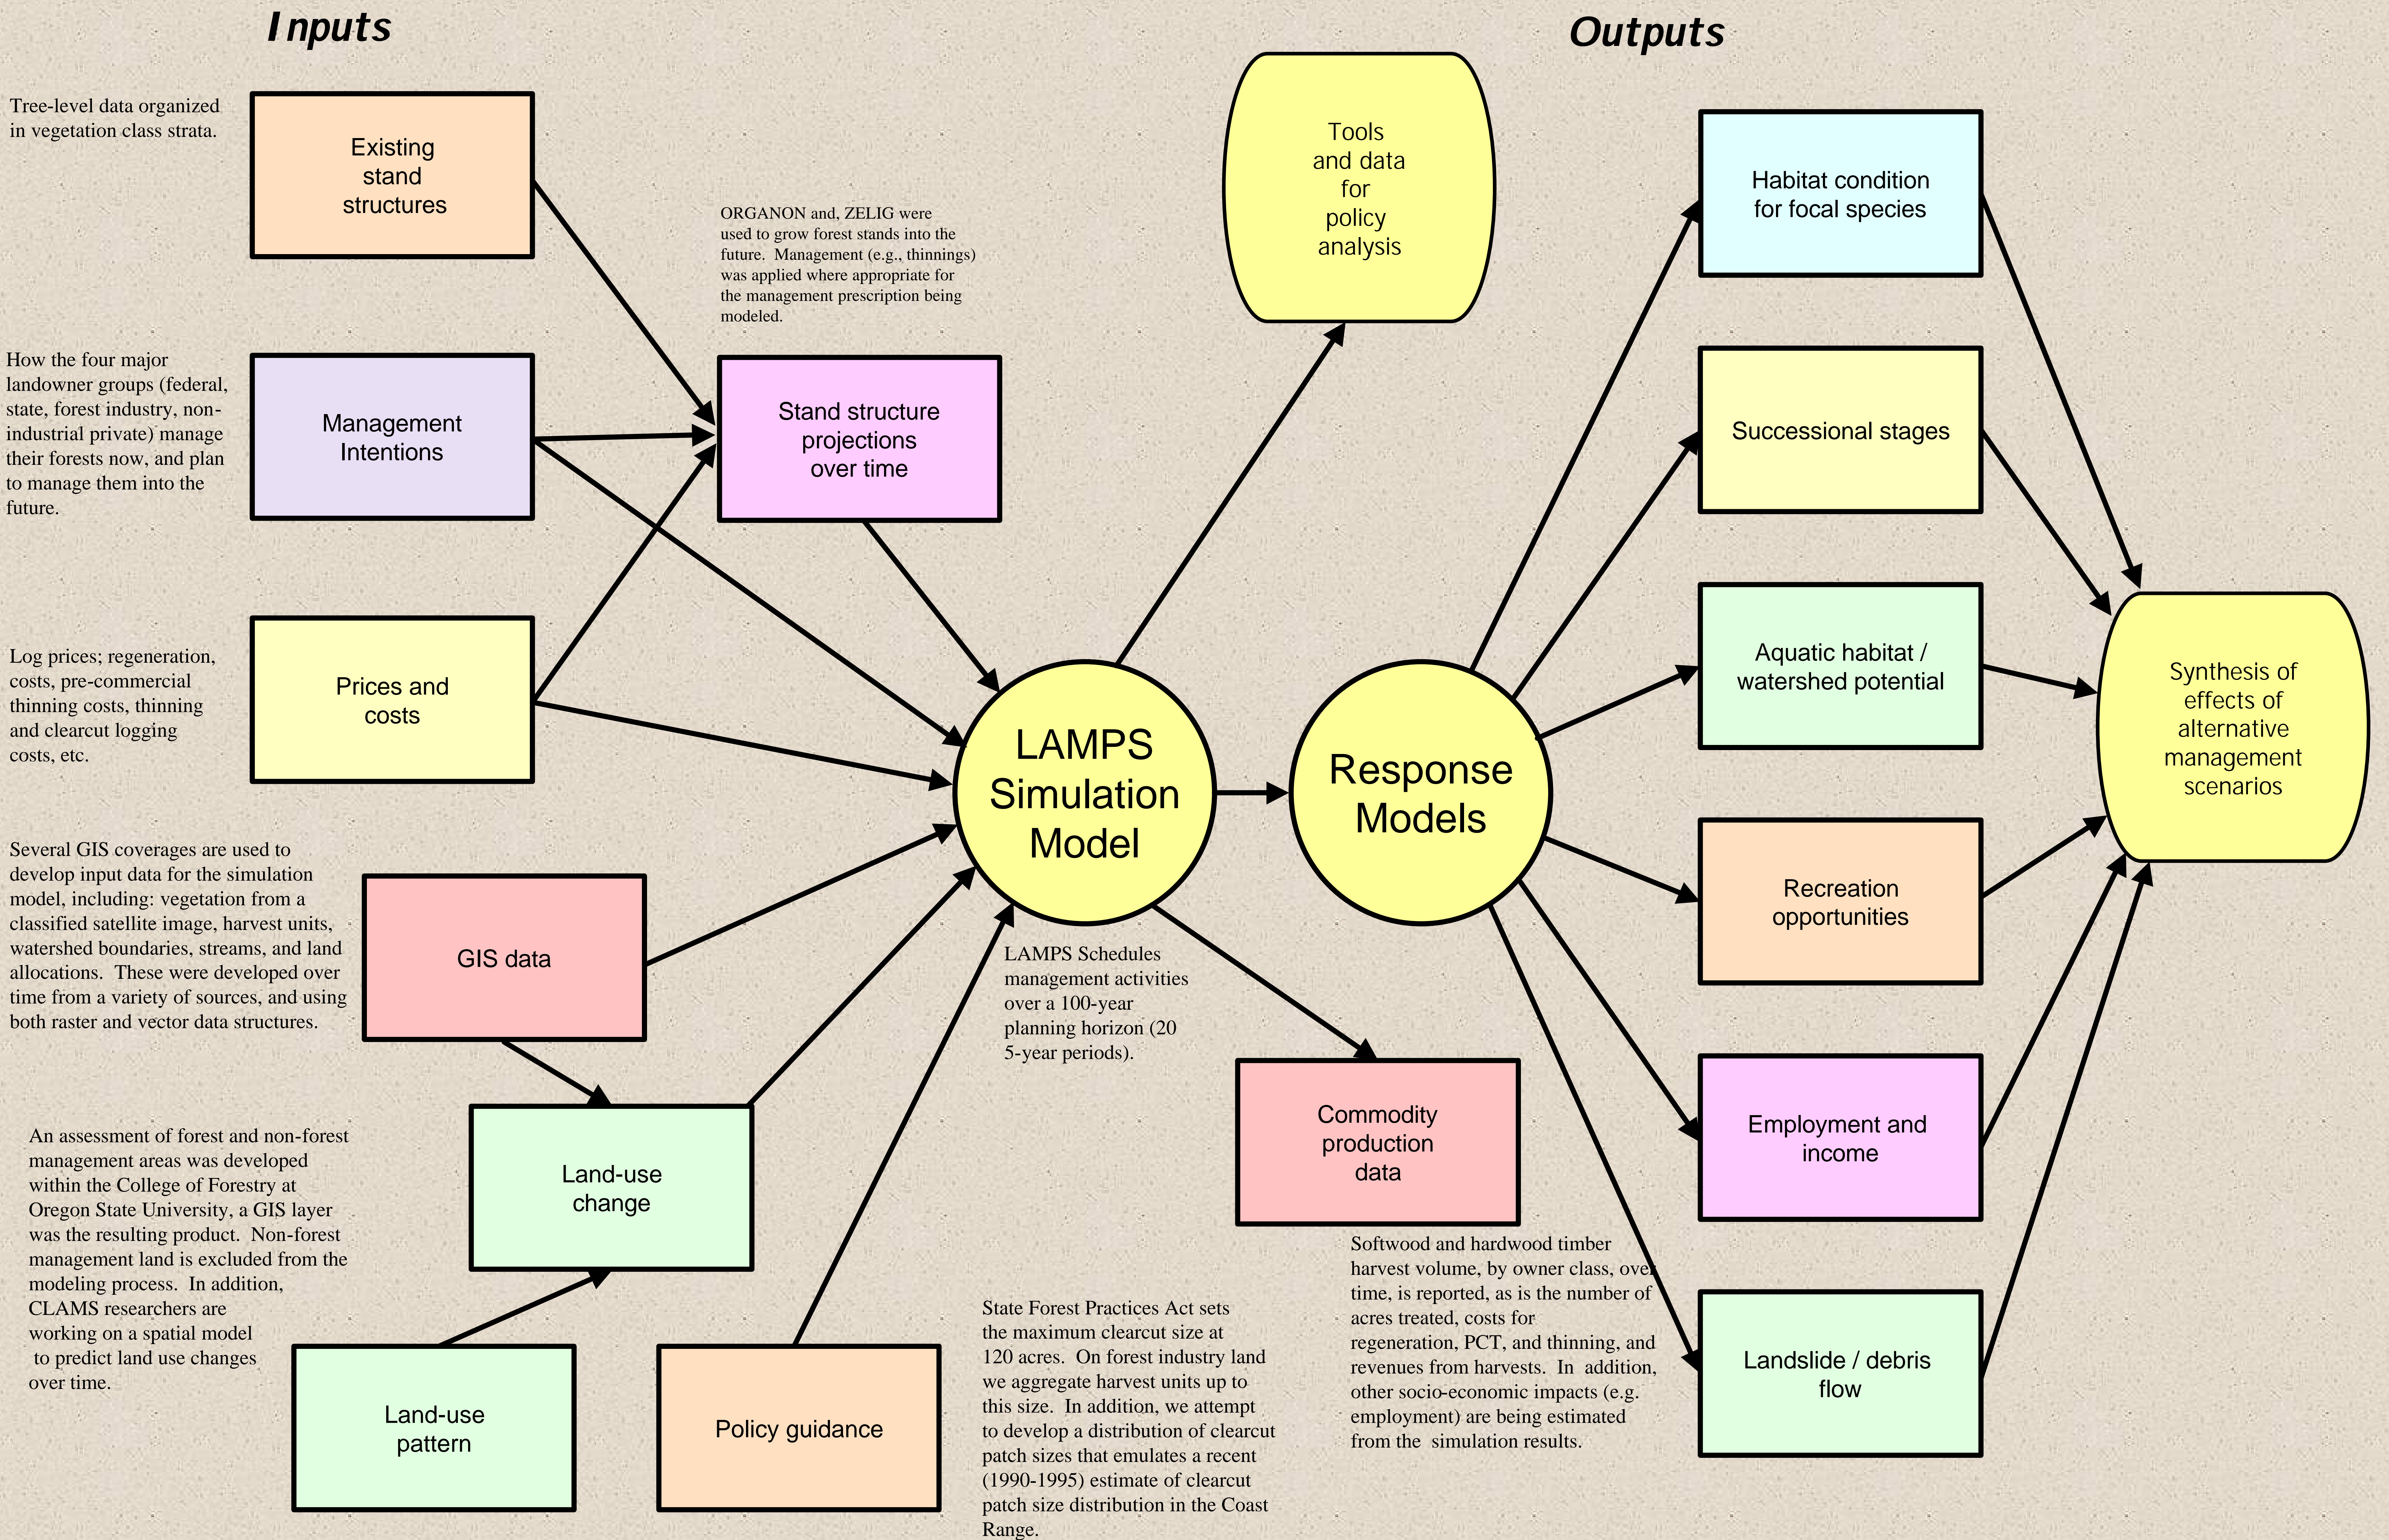 Inputs
Outputs
Tree-level data organized
in vegetation class strata.
Existing
stand
structures
ORGANON and, ZELIG were
used to grow forest stands into the
future. Management (e.g., thinnings)
was applied where appropriate for
the management prescription being
modeled.
Tools
and data
for
policy
analysis
Habitat condition
for focal species
How the four major
landowner groups (federal,
state, forest industry, non-
industrial private) manage
their forests now, and plan
to manage them into the
future.
Management
Intentions
Stand structure
projections
over time
Successional stages
Log prices; regeneration,
costs, pre-commercial
thinning costs, thinning
and clearcut logging
costs, etc.
Prices and
costs
LAMPS
Simulation
Model
Response
Models
Aquatic habitat /
watershed potential
Synthesis of
effects of
alternative
management
scenarios
Several GIS coverages are used to
develop input data for the simulation
model, including: vegetation from a
classified satellite image, harvest units,
watershed boundaries, streams, and land
allocations. These were developed over
time from a variety of sources, and using
both raster and vector data structures.
GIS data
LAMPS Schedules
management activities
over a 100-year
planning horizon (20
5-year periods).
Recreation
opportunities
An assessment of forest and non-forest
management areas was developed
within the College of Forestry at
Oregon State University, a GIS layer
was the resulting product. Non-forest
management land is excluded from the
modeling process. In addition,
CLAMS researchers are
working on a spatial model
to predict land use changes
over time.
Land-use
change
Commodity
production
data
Employment and
income
Land-use
pattern
Policy guidance
State Forest Practices Act sets
the maximum clearcut size at
120 acres. On forest industry land
we aggregate harvest units up to
this size. In addition, we attempt
to develop a distribution of clearcut
patch sizes that emulates a recent
(1990-1995) estimate of clearcut
patch size distribution in the Coast
Range.
Softwood and hardwood timber
harvest volume, by owner class, over
time, is reported, as is the number of
acres treated, costs for
regeneration, PCT, and thinning, and
revenues from harvests. In addition,
other socio-economic impacts (e.g.
employment) are being estimated
from the simulation results.
Landslide / debris
flow